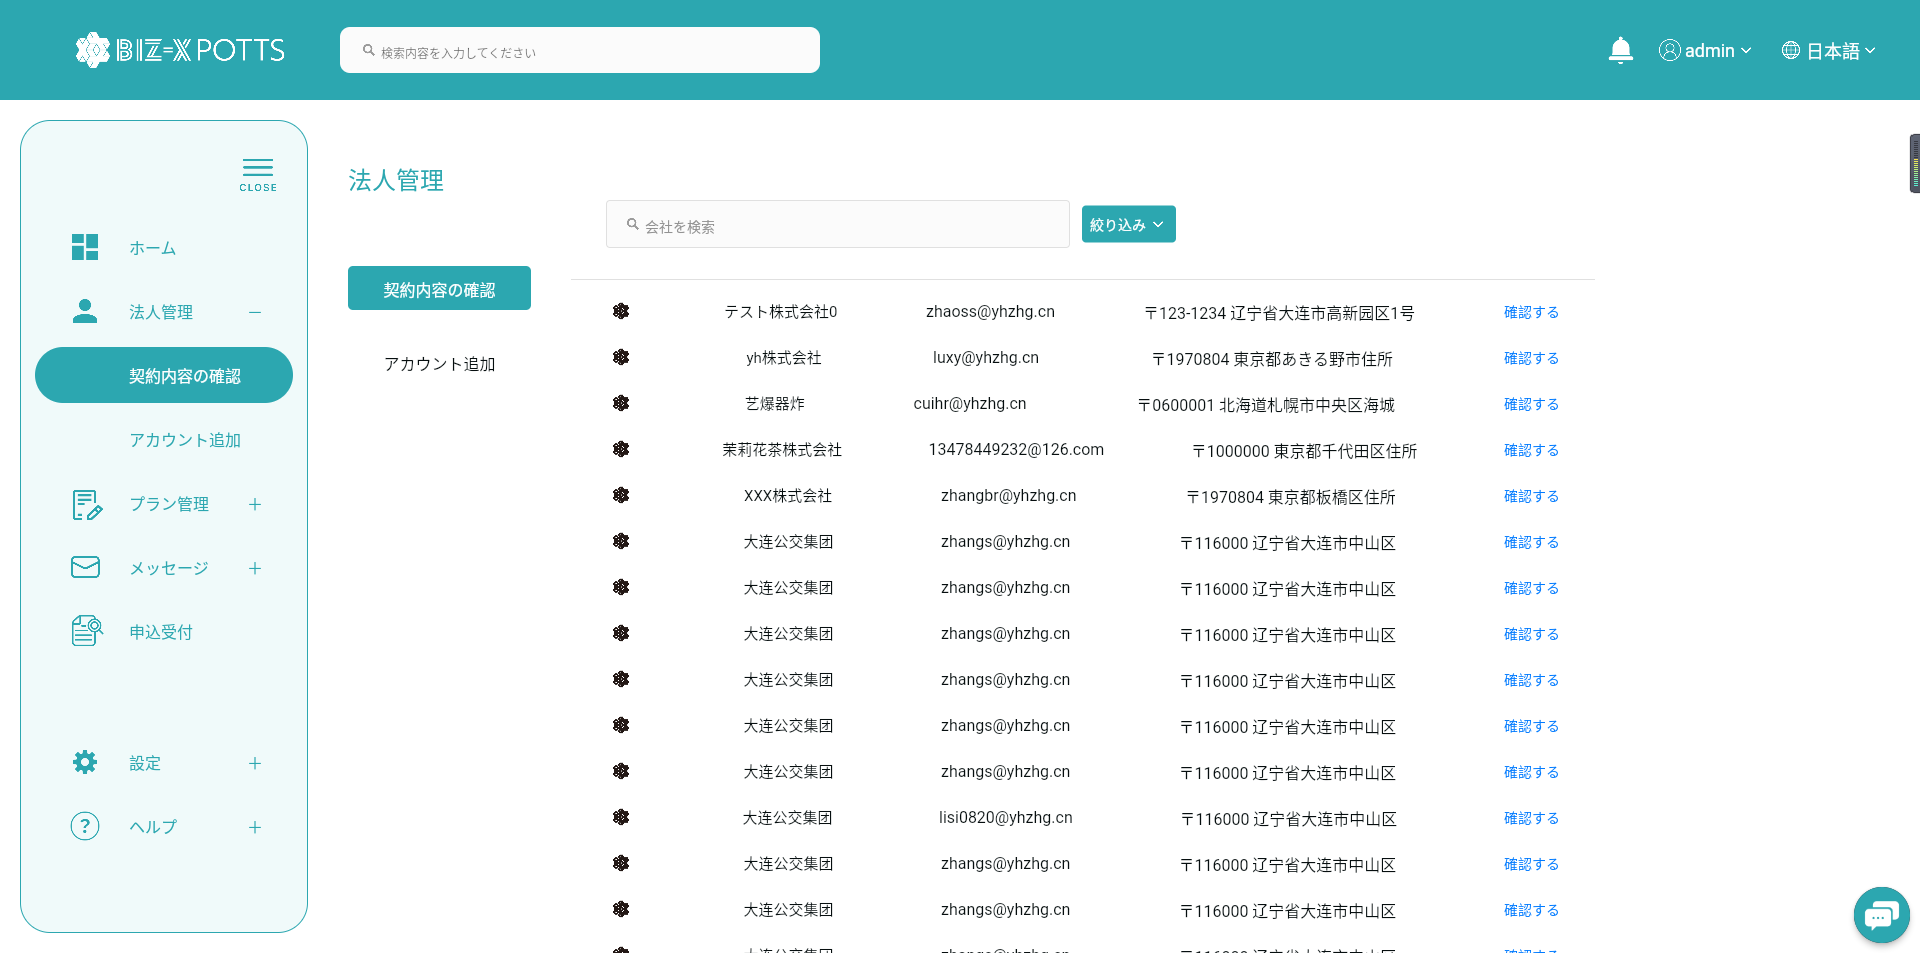 BIZ=X POTTS
検索内容を入力してください
admin
日本語
CLOSE
ホーム
法人管理
契約内容の確認
アカウント追加
プラン管理
メッセージ
申込受付
設定
ヘルプ
法人管理
会社を検索
絞り込み
契約内容の確認
アカウント追加
テスト株式会社0 zhaoss@yhzhg.cn 〒123-1234 辽宁省大连市高新园区1号 確認する
yh株式会社 luxy@yhzhg.cn 〒1970804 東京都あきる野市住所 確認する
艺爆器炸 cuihr@yhzhg.cn 〒0600001 北海道札幌市中央区海城 確認する
茉莉花茶株式会社 13478449232@126.com 〒1000000 東京都千代田区住所 確認する
XXX株式会社 zhangbr@yhzhg.cn 〒1970804 東京都板橋区住所 確認する
大连公交集团 zhangs@yhzhg.cn 〒116000 辽宁省大连市中山区 確認する
大连公交集团 zhangs@yhzhg.cn 〒116000 辽宁省大连市中山区 確認する
大连公交集团 zhangs@yhzhg.cn 〒116000 辽宁省大连市中山区 確認する
大连公交集团 zhangs@yhzhg.cn 〒116000 辽宁省大连市中山区 確認する
大连公交集团 zhangs@yhzhg.cn 〒116000 辽宁省大连市中山区 確認する
大连公交集团 zhangs@yhzhg.cn 〒116000 辽宁省大连市中山区 確認する
大连公交集团 lisi0820@yhzhg.cn 〒116000 辽宁省大连市中山区 確認する
大连公交集团 zhangs@yhzhg.cn 〒116000 辽宁省大连市中山区 確認する
大连公交集团 zhangs@yhzhg.cn 〒116000 辽宁省大连市中山区 確認する